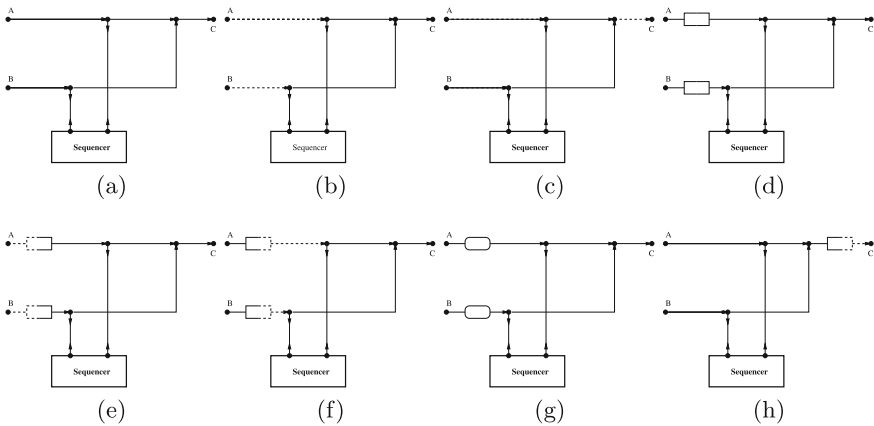 A A A A
C C C C
B B B B
Sequencer Sequencer Sequencer Sequencer
(a) (b) (c) (d)
A A A A
C C C C
B B B B
Sequencer Sequencer Sequencer Sequencer
(e) (f) (g) (h)